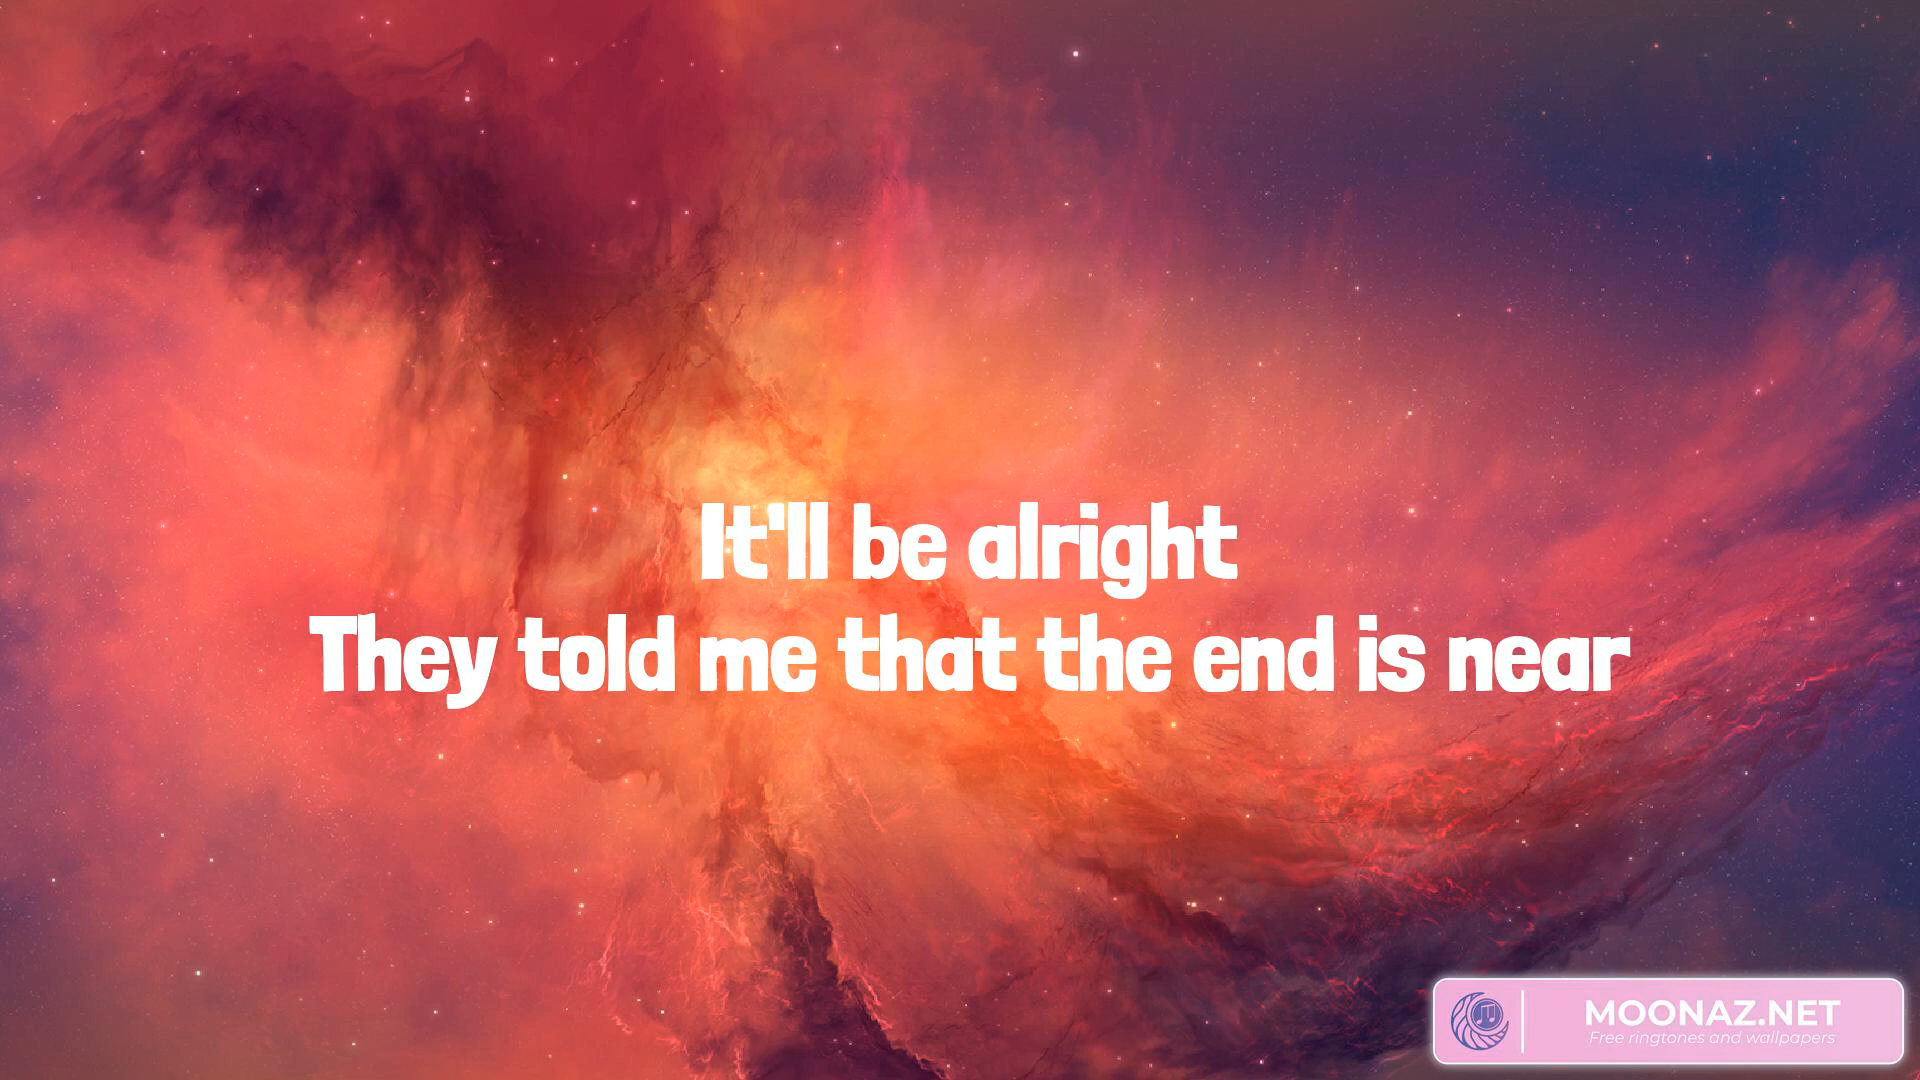 It'll be alright
They told me that the end is near
MOONAZ.NET
Free ringtones and wallpapers